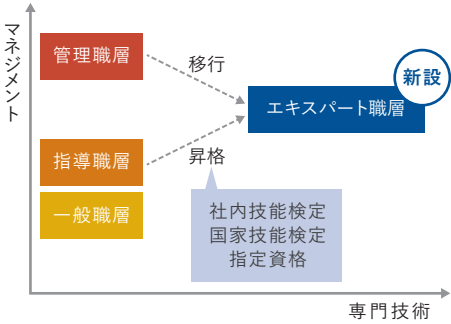 マネジメント
管理職層
移行
新設
エキスパート職層
指導職層
昇格
一般職層
社内技能検定
国家技能検定
指定資格
専門技術